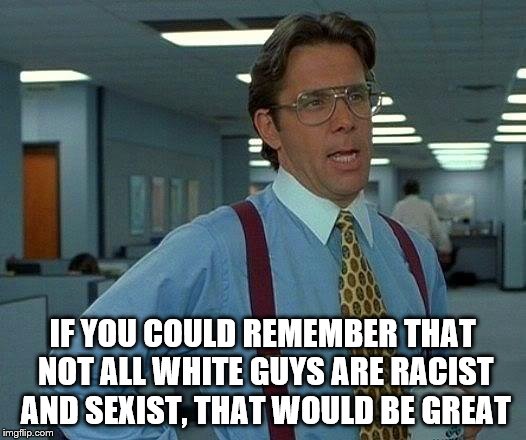 IF YOU COULD REMEMBER THAT
NOT ALL WHITE GUYS ARE RACIST
AND SEXIST, THAT WOULD BE GREAT
imgflip.com